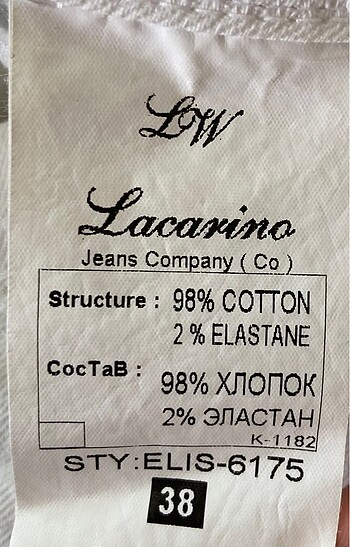 LW
Lacarino
Jeans Company ( Co )
Structure : 98% COTTON
2 % ELASTANE
СосТаВ :
98% ХЛОПОК
2% ЭЛАСТАН
K-1182
STY:ELIS-6175
38